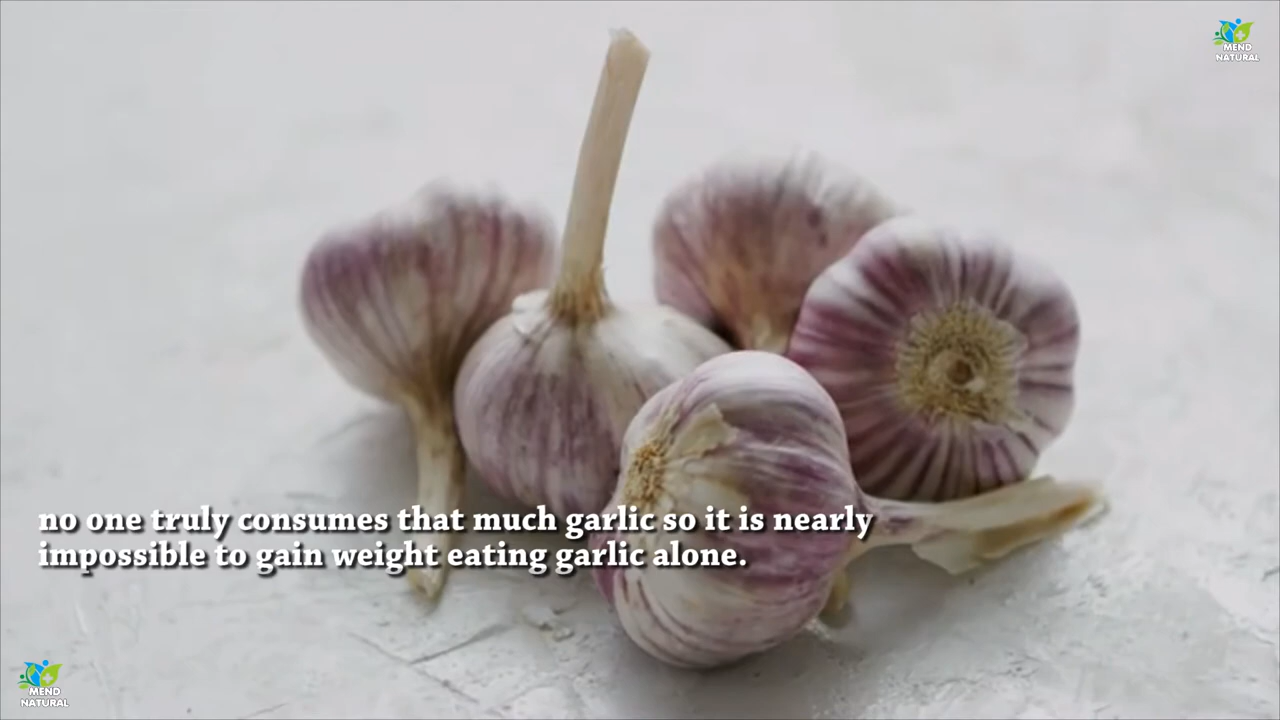 MEND
NATURAL
no one truly consumes that much garlic so it is nearly
impossible to gain weight eating garlic alone.
MEND
NATURAL